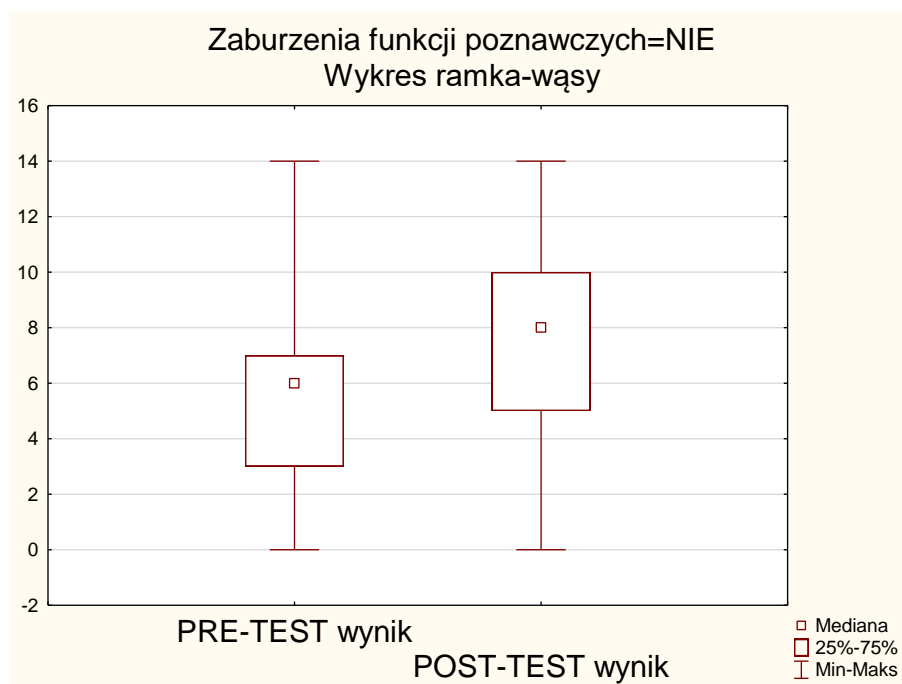 Zaburzenia funkcji poznawczych=NIE
Wykres ramka-wąsy
16
14
12
10
8
6
4
2
0
-2
PRE-TEST wynik
POST-TEST wynik
Mediana
25%-75%
Min-Maks